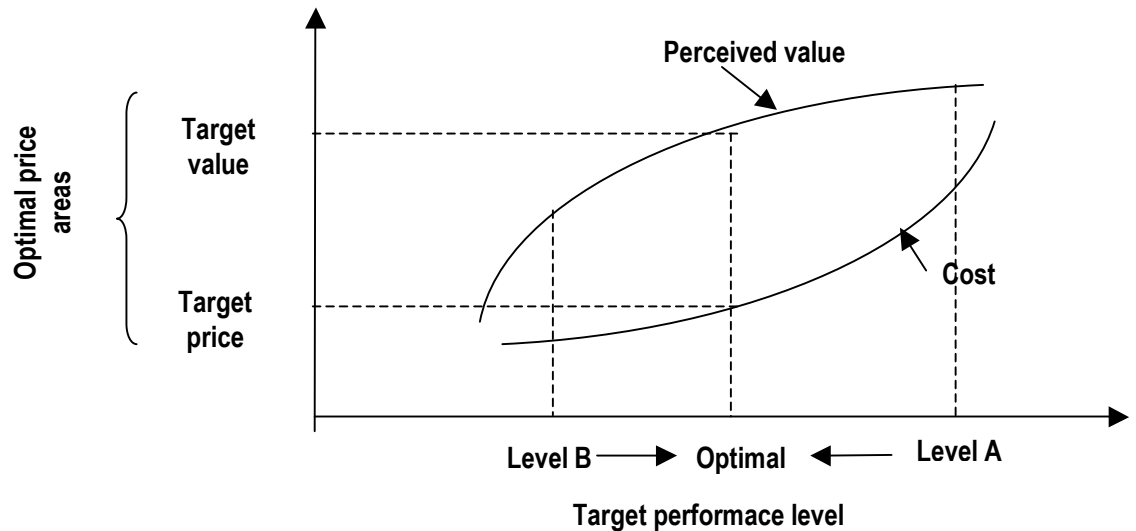 Perceived value
Optimal price
areas
Target
value
Target
price
Cost
Level B
Optimal
Level A
Target performace level